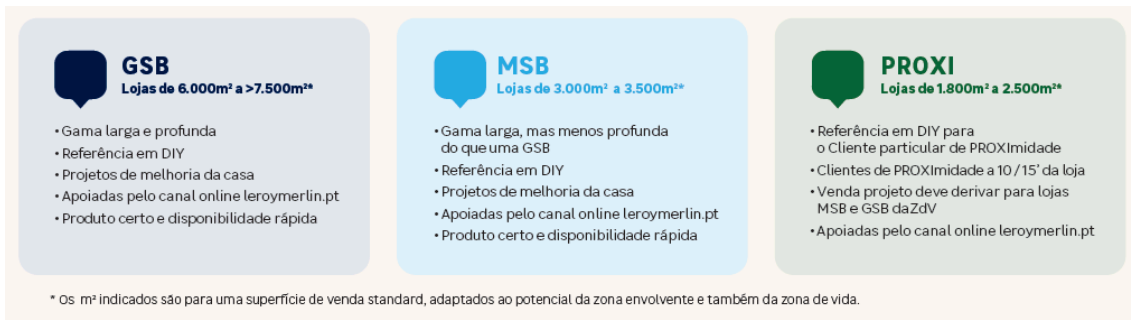 GSB
Lojas de 6.000m² a >7.500m²*
• Gama larga e profunda
• Referência em DIY
• Projetos de melhoria da casa
• Apoiadas pelo canal online leroymerlin.pt
• Produto certo e disponibilidade rápida
MSB
Lojas de 3.000m² a 3.500m²*
• Gama larga, mas menos profunda
do que uma GSB
• Referência em DIY
• Projetos de melhoria da casa
• Apoiadas pelo canal online leroymerlin.pt
• Produto certo e disponibilidade rápida
PROXI
Lojas de 1.800m² a 2.500m²*
• Referência em DIY para
o Cliente particular de PROXImidade
• Clientes de PROXImidade a 10 / 15' da loja
• Venda projeto deve derivar para lojas
MSB e GSB daZdV
• Apoiadas pelo canal online leroymerlin.pt
* Os m² indicados são para uma superfície de venda standard, adaptados ao potencial da zona envolvente e também da zona de vida.